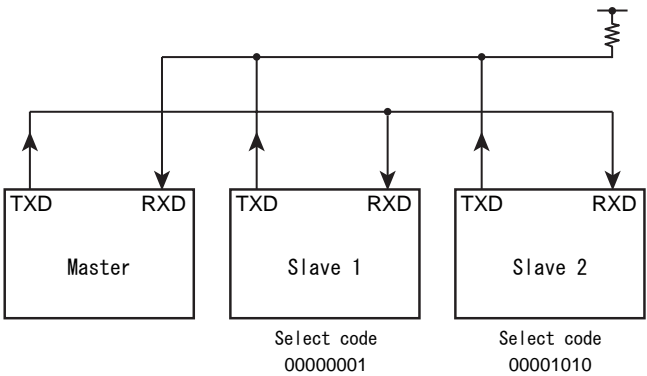 TXD RXD TXD RXD TXD RXD
Master Slave 1 Slave 2
Select code Select code
00000001 00001010